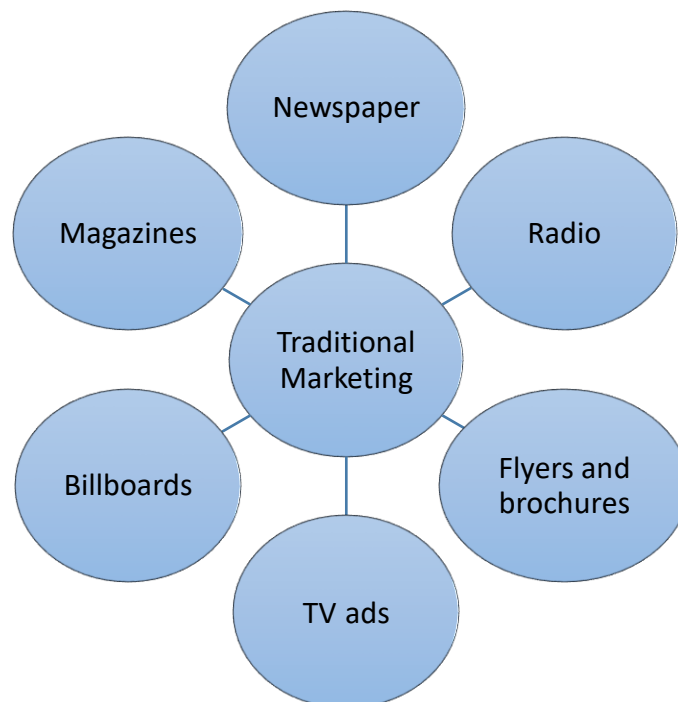 Newspaper
Magazines
Radio
Traditional
Marketing
Billboards
Flyers and
brochures
TV ads